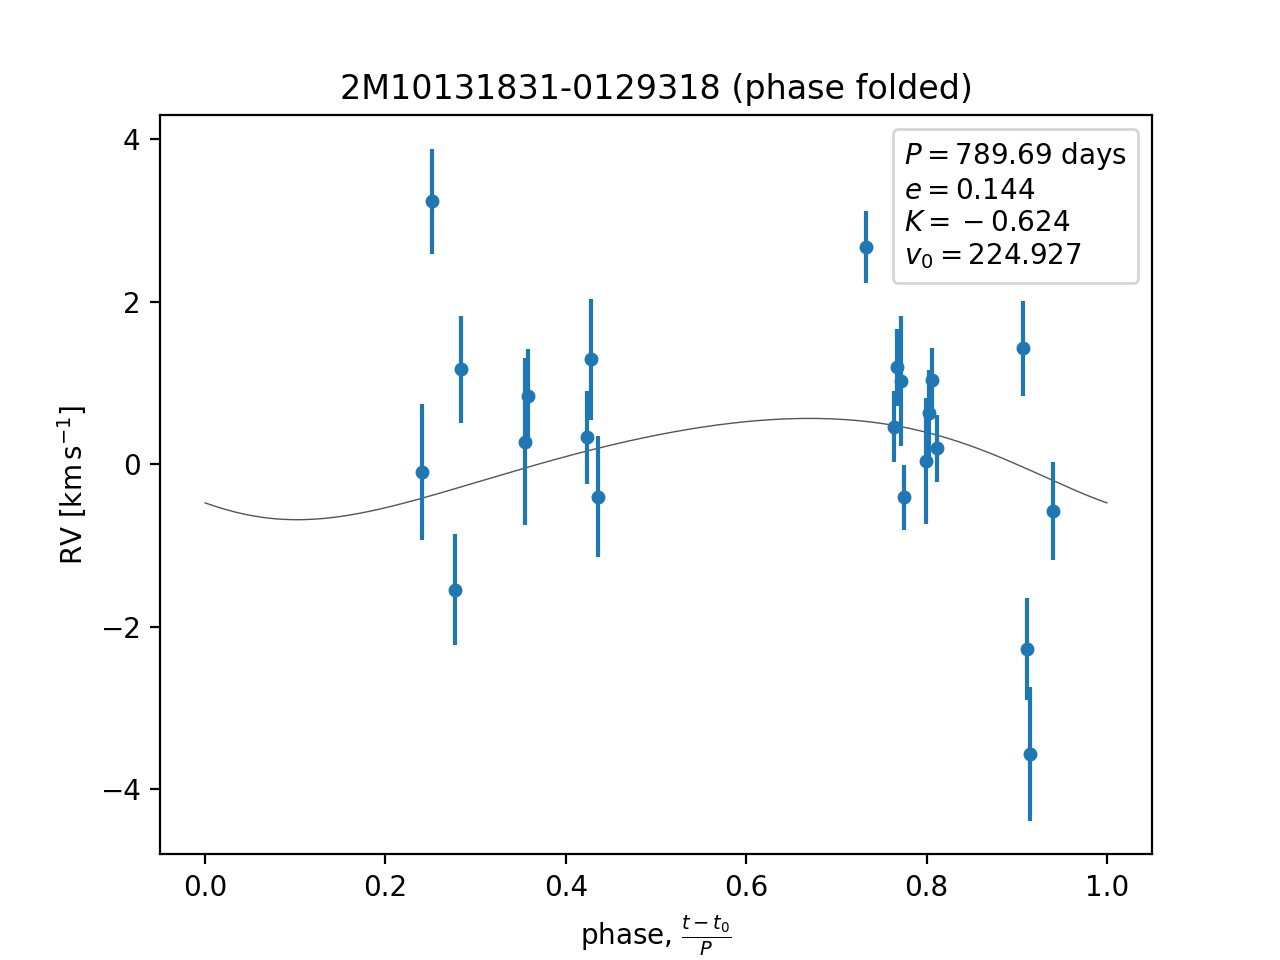 2M10131831-0129318 (phase folded)
P = 789.69 days
e = 0.144
K = −0.624
v₀ = 224.927
4
2
0
−2
−4
RV [km s⁻¹]
0.0 0.2 0.4 0.6 0.8 1.0
phase, (t − t₀)/P